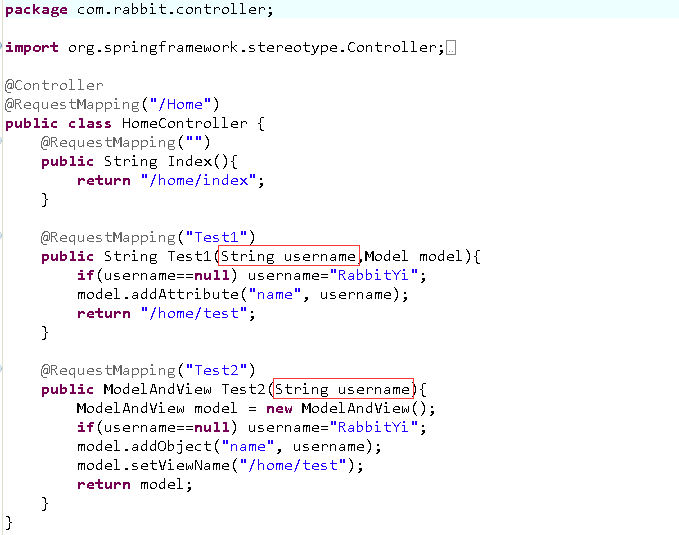 package com.rabbit.controller;
import org.springframework.stereotype.Controller;
@Controller
@RequestMapping("/Home")
public class HomeController {
@RequestMapping("")
public String Index(){
return "/home/index";
}
@RequestMapping("Test1")
public String Test1(String username,Model model){
if(username==null) username="RabbitYi";
model.addAttribute("name", username);
return "/home/test";
}
@RequestMapping("Test2")
public ModelAndView Test2(String username){
ModelAndView model = new ModelAndView();
if(username==null) username="RabbitYi";
model.addObject("name", username);
model.setViewName("/home/test");
return model;
}
}